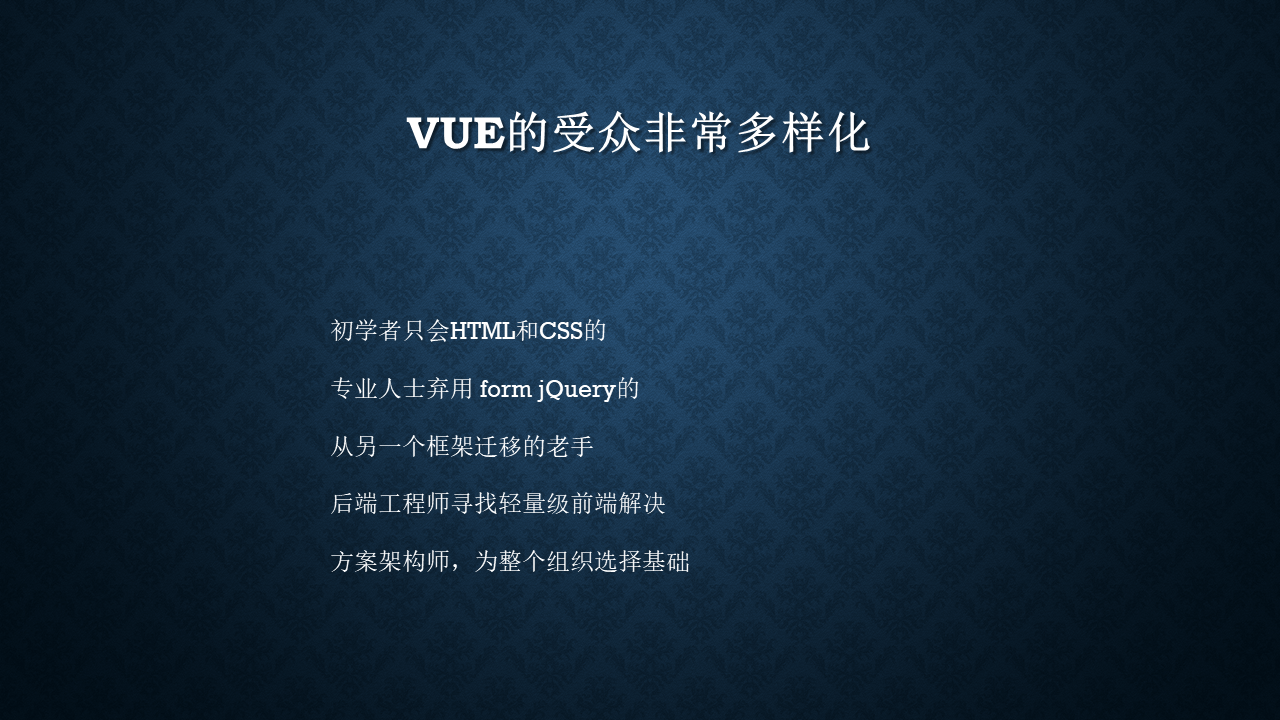 VUE的受众非常多样化
初学者只会HTML和CSS的
专业人士弃用 form jQuery的
从另一个框架迁移的老手
后端工程师寻找轻量级前端解决
方案架构师，为整个组织选择基础